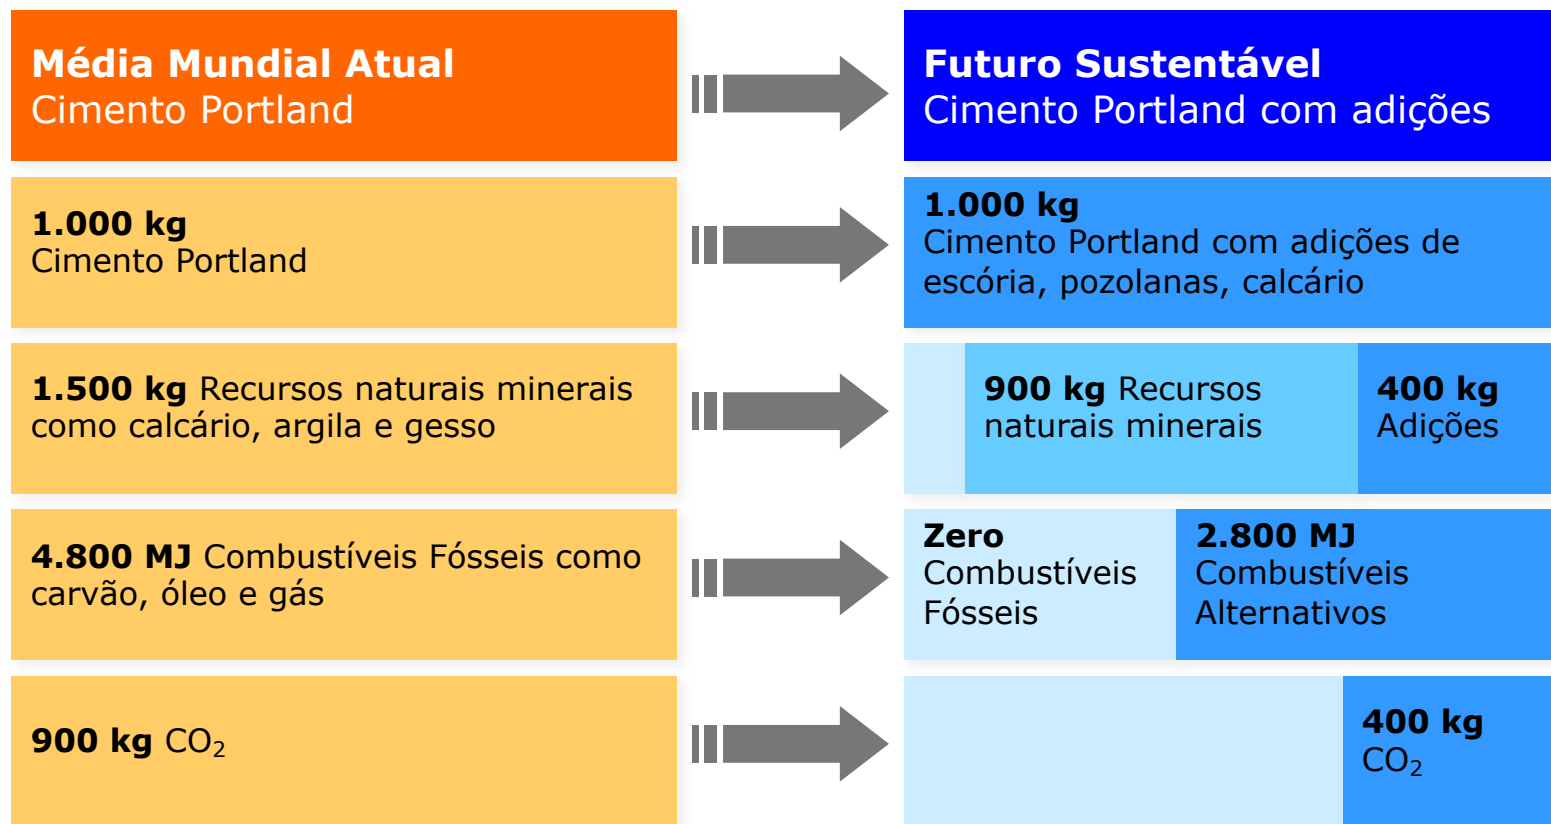 Média Mundial Atual
Cimento Portland
Futuro Sustentável
Cimento Portland com adições
1.000 kg
Cimento Portland
1.000 kg
Cimento Portland com adições de
escória, pozolanas, calcário
1.500 kg Recursos naturais minerais
como calcário, argila e gesso
900 kg Recursos
naturais minerais
400 kg
Adições
4.800 MJ Combustíveis Fósseis como
carvão, óleo e gás
Zero
Combustíveis
Fósseis
2.800 MJ
Combustíveis
Alternativos
900 kg CO₂
400 kg
CO₂